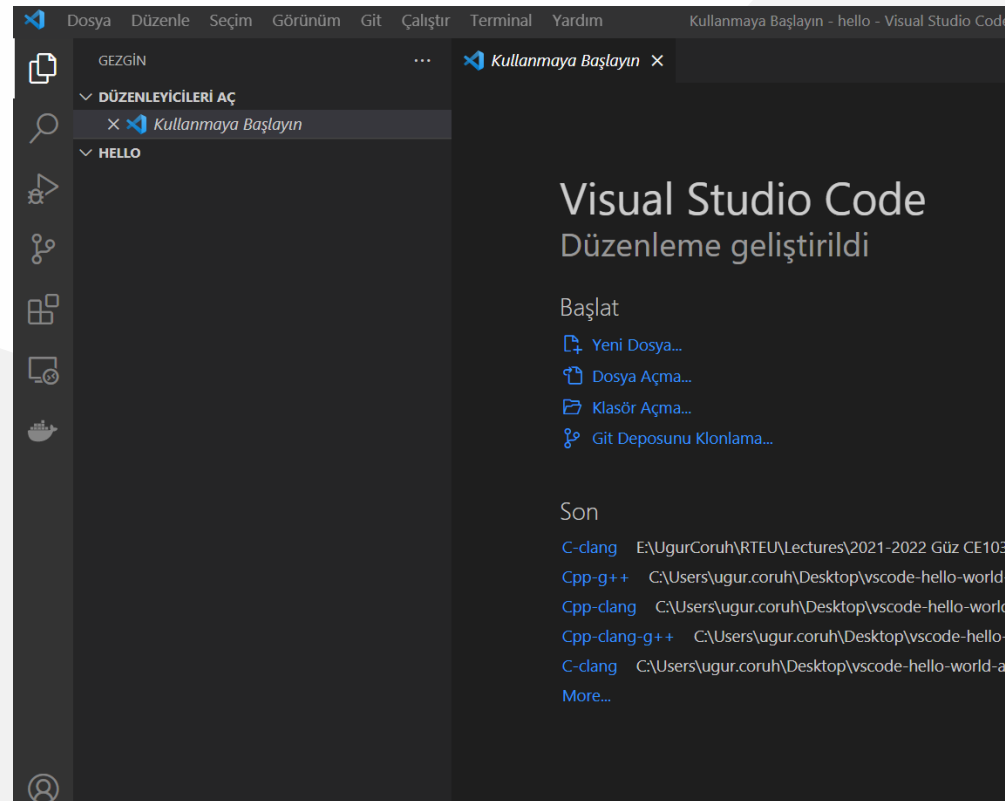 Dosya Düzenle Seçim Görünüm Git Çalıştır Terminal Yardım Kullanmaya Başlayın - hello - Visual Studio Code
GEZGİN ...
Kullanmaya Başlayın
DÜZENLEYİCİLERİ AÇ
Kullanmaya Başlayın
HELLO
Visual Studio Code
Düzenleme geliştirildi
Başlat
Yeni Dosya...
Dosya Açma...
Klasör Açma...
Git Deposunu Klonlama...
Son
C-clang E:\UgurCoruh\RTEU\Lectures\2021-2022 Güz CE103
Cpp-g++ C:\Users\ugur.coruh\Desktop\vscode-hello-world
Cpp-clang C:\Users\ugur.coruh\Desktop\vscode-hello-world
Cpp-clang-g++ C:\Users\ugur.coruh\Desktop\vscode-hello-
C-clang C:\Users\ugur.coruh\Desktop\vscode-hello-world-a
More...